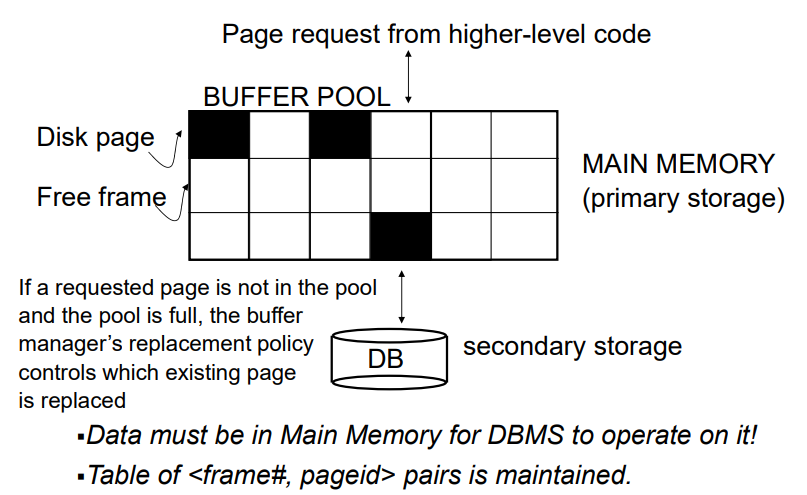 Page request from higher-level code
BUFFER POOL
Disk page
Free frame
MAIN MEMORY
(primary storage)
If a requested page is not in the pool
and the pool is full, the buffer
manager’s replacement policy
controls which existing page
is replaced
DB
secondary storage
▪Data must be in Main Memory for DBMS to operate on it!
▪Table of <frame#, pageid> pairs is maintained.